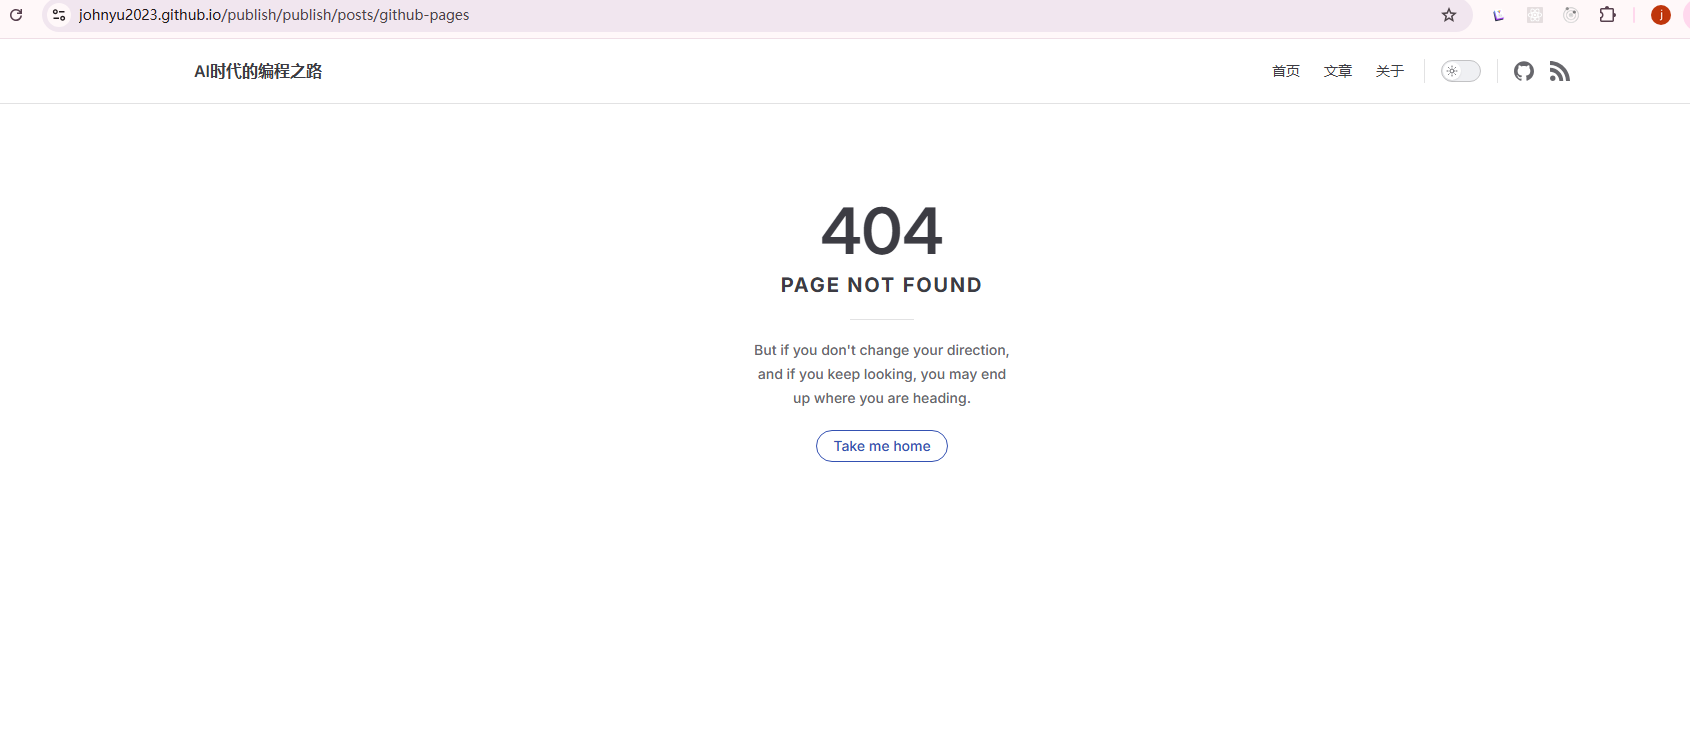 johnyu2023.github.io/publish/publish/posts/github-pages
j
AI时代的编程之路
首页 文章 关于
404
PAGE NOT FOUND
But if you don't change your direction,
and if you keep looking, you may end
up where you are heading.
Take me home